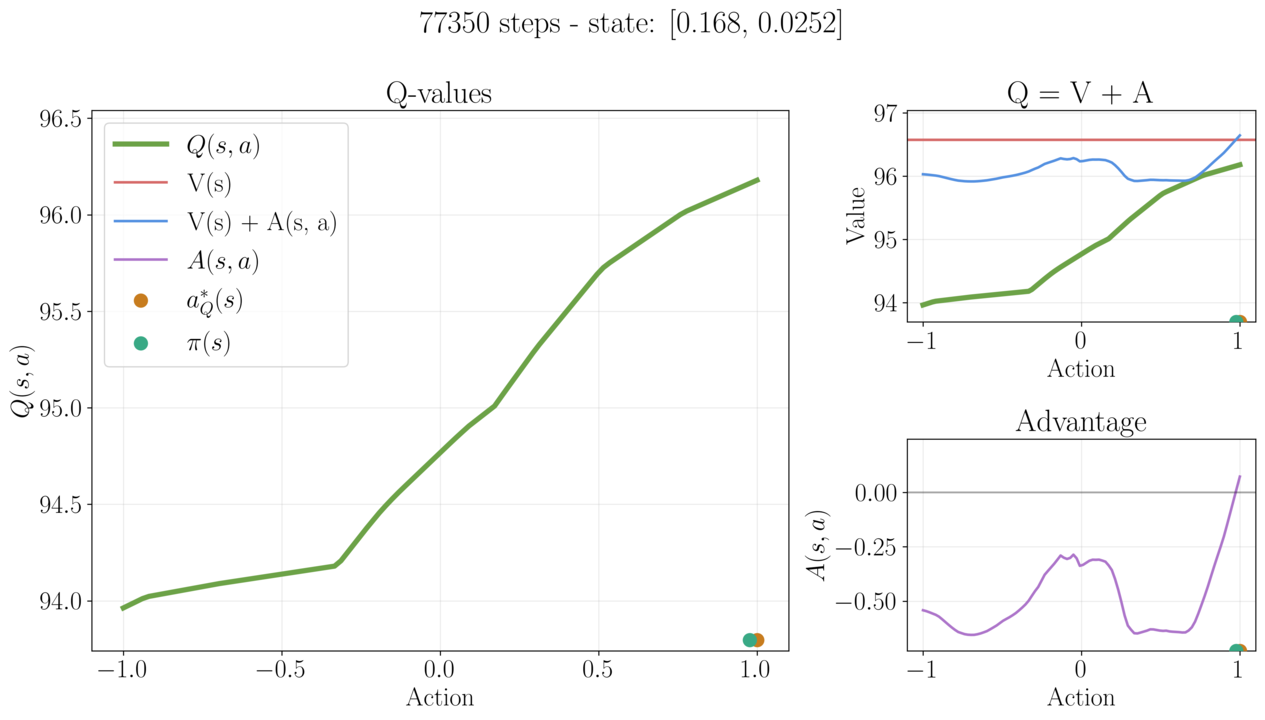 77350 steps - state: [0.168, 0.0252]
Q-values
96.5
96.0
95.5
95.0
94.5
94.0
Q(s, a)
Q(s, a)
V(s)
V(s) + A(s, a)
A(s, a)
a*Q(s)
π(s)
−1.0 −0.5 0.0 0.5 1.0
Action
Q = V + A
97
96
95
94
Value
−1 0 1
Action
Advantage
0.00
−0.25
−0.50
A(s, a)
−1 0 1
Action